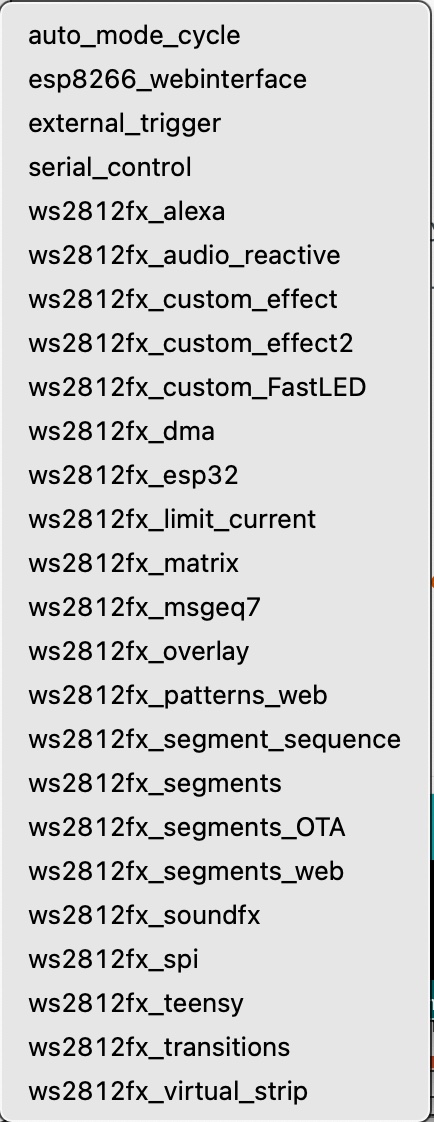 auto_mode_cycle
esp8266_webinterface
external_trigger
serial_control
ws2812fx_alexa
ws2812fx_audio_reactive
ws2812fx_custom_effect
ws2812fx_custom_effect2
ws2812fx_custom_FastLED
ws2812fx_dma
ws2812fx_esp32
ws2812fx_limit_current
ws2812fx_matrix
ws2812fx_msgeq7
ws2812fx_overlay
ws2812fx_patterns_web
ws2812fx_segment_sequence
ws2812fx_segments
ws2812fx_segments_OTA
ws2812fx_segments_web
ws2812fx_soundfx
ws2812fx_spi
ws2812fx_teensy
ws2812fx_transitions
ws2812fx_virtual_strip